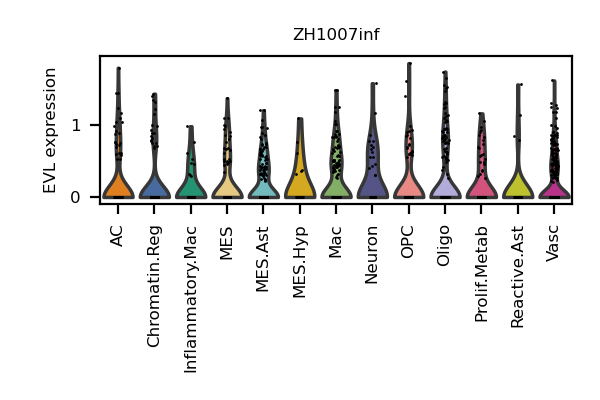 ZH1007inf
EVL expression
1
0
AC
Chromatin.Reg
Inflammatory.Mac
MES
MES.Ast
MES.Hyp
Mac
Neuron
OPC
Oligo
Prolif.Metab
Reactive.Ast
Vasc